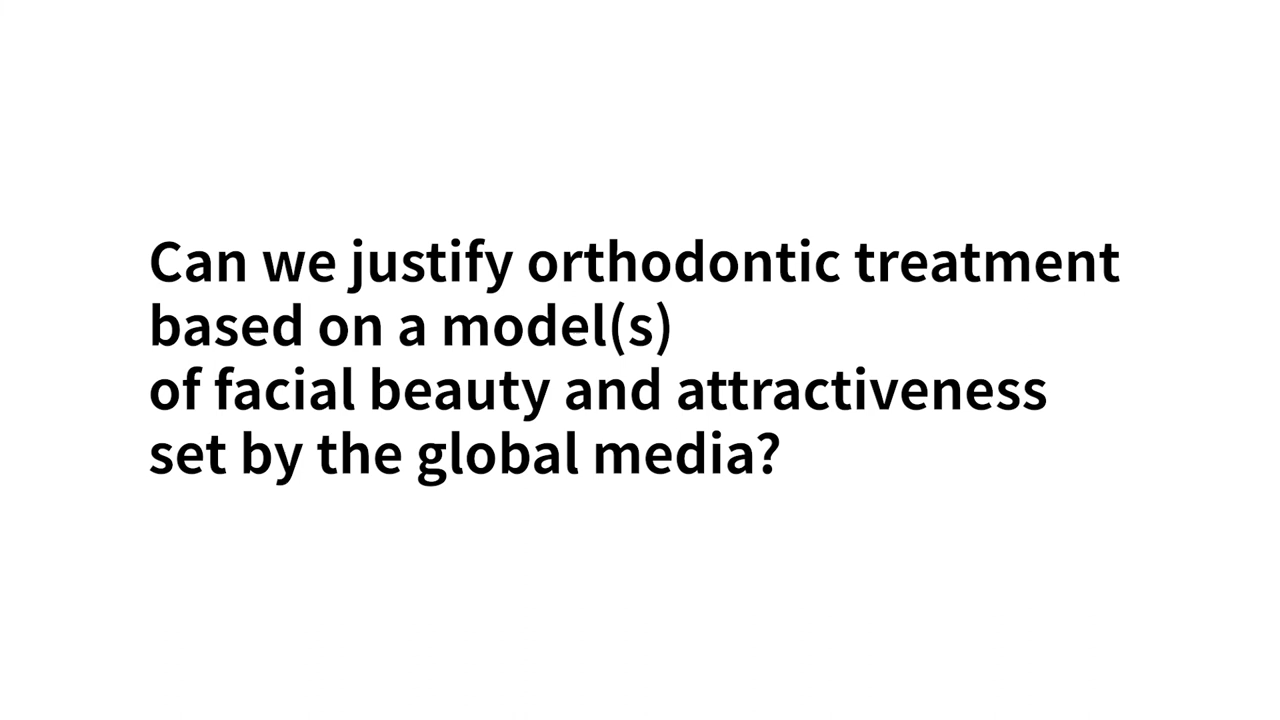 Can we justify orthodontic treatment
based on a model(s)
of facial beauty and attractiveness
set by the global media?